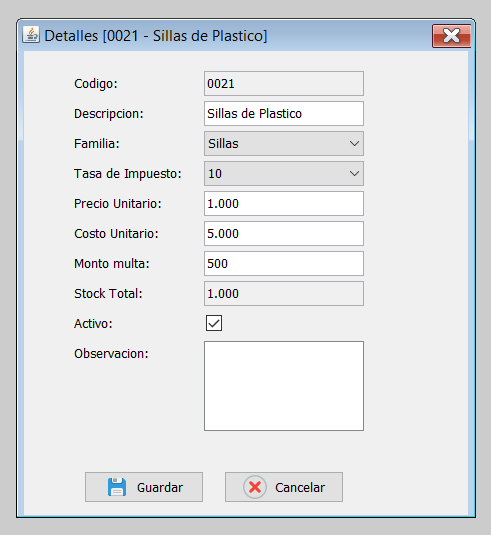 Detalles [0021 - Sillas de Plastico]
Codigo: 0021
Descripcion: Sillas de Plastico
Familia: Sillas
Tasa de Impuesto: 10
Precio Unitario: 1.000
Costo Unitario: 5.000
Monto multa: 500
Stock Total: 1.000
Activo:
Observacion:
Guardar Cancelar